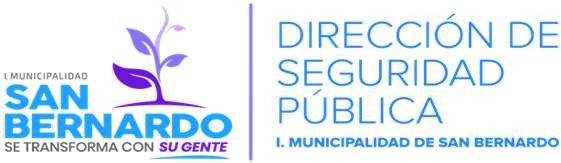 I. MUNICIPALIDAD
SAN
BERNARDO
SE TRANSFORMA CON SU GENTE
DIRECCIÓN DE
SEGURIDAD
PÚBLICA
I. MUNICIPALIDAD DE SAN BERNARDO